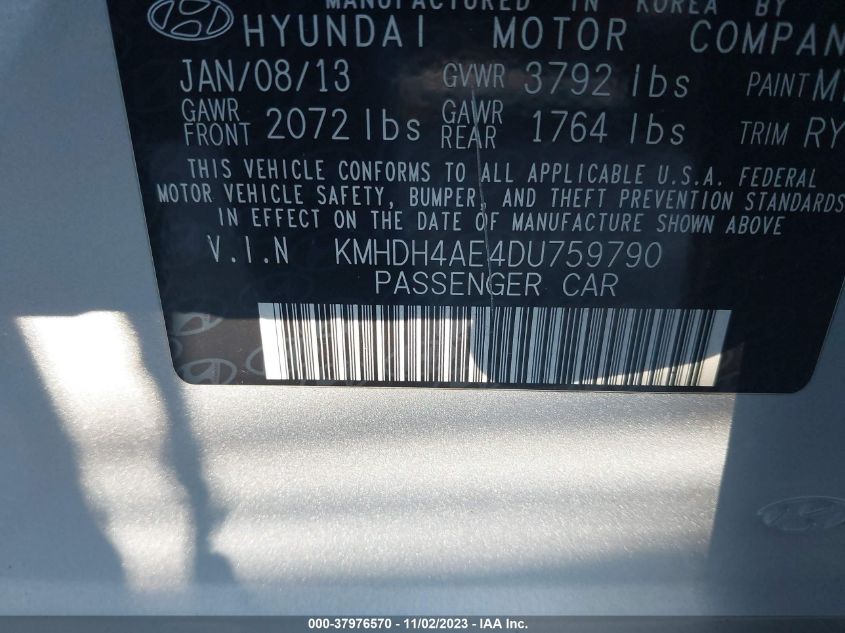 MANUFACTURED IN KOREA BY
HYUNDAI MOTOR COMPAN
JAN/08/13 GVWR 3792 lbs PAINT M
GAWR FRONT 2072 lbs GAWR REAR 1764 lbs TRIM RY
THIS VEHICLE CONFORMS TO ALL APPLICABLE U.S.A. FEDERAL
MOTOR VEHICLE SAFETY, BUMPER, AND THEFT PREVENTION STANDARDS
IN EFFECT ON THE DATE OF MANUFACTURE SHOWN ABOVE
V.I.N KMHDH4AE4DU759790
PASSENGER CAR
000-37976570 - 11/02/2023 - IAA Inc.